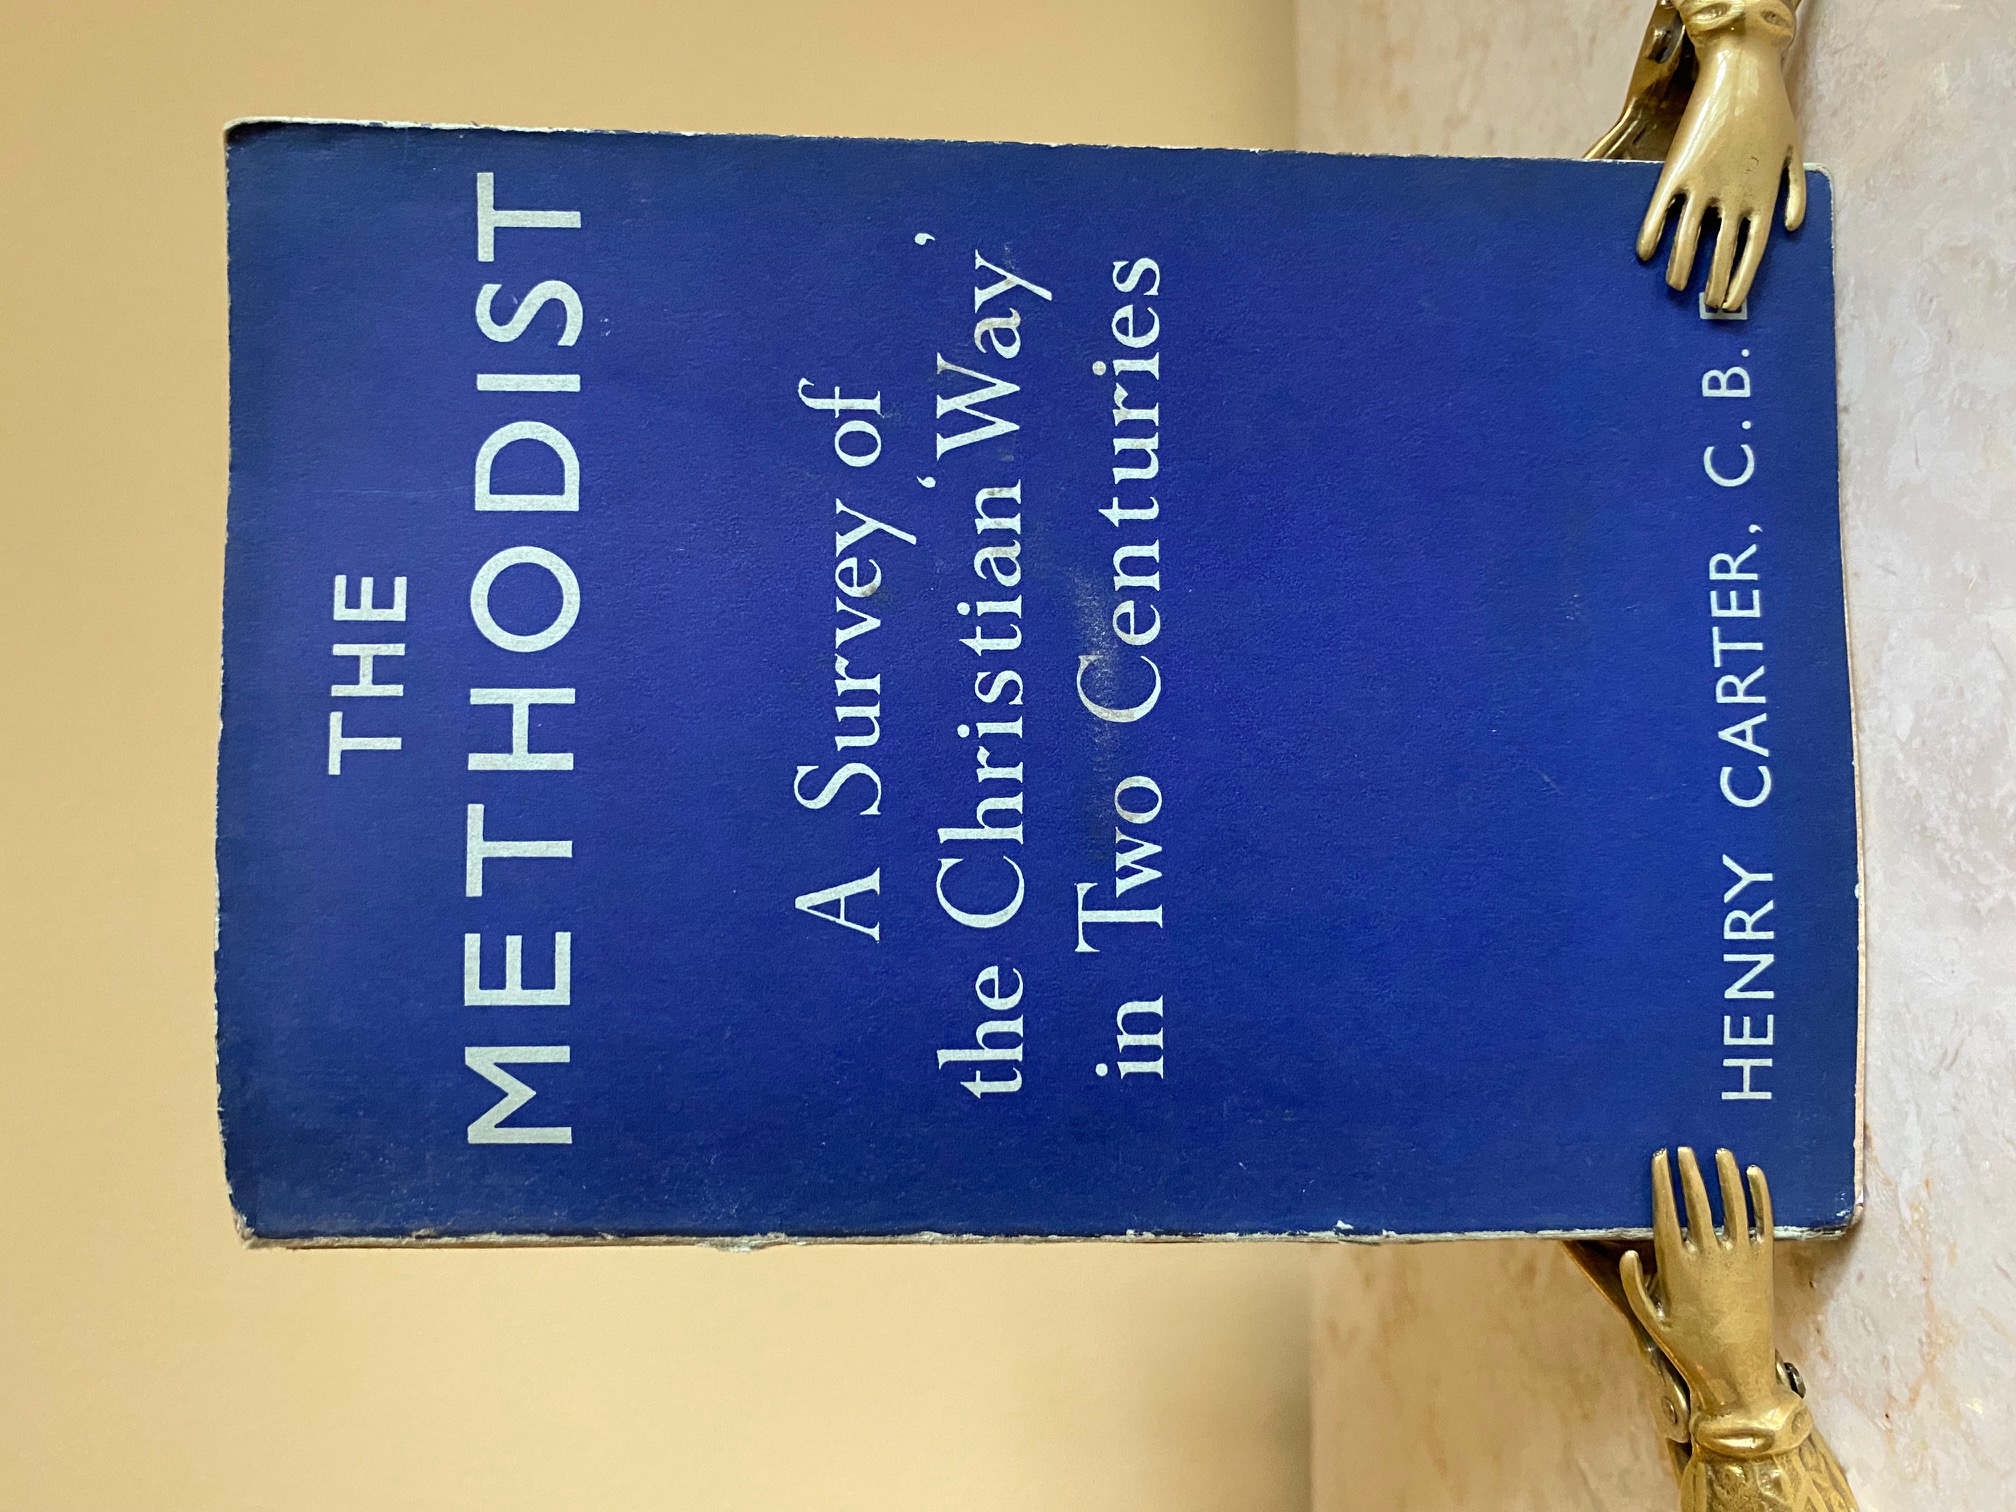 THE
METHODIST
A Survey of
the Christian ‘Way’
in Two Centuries
HENRY CARTER, C.B.